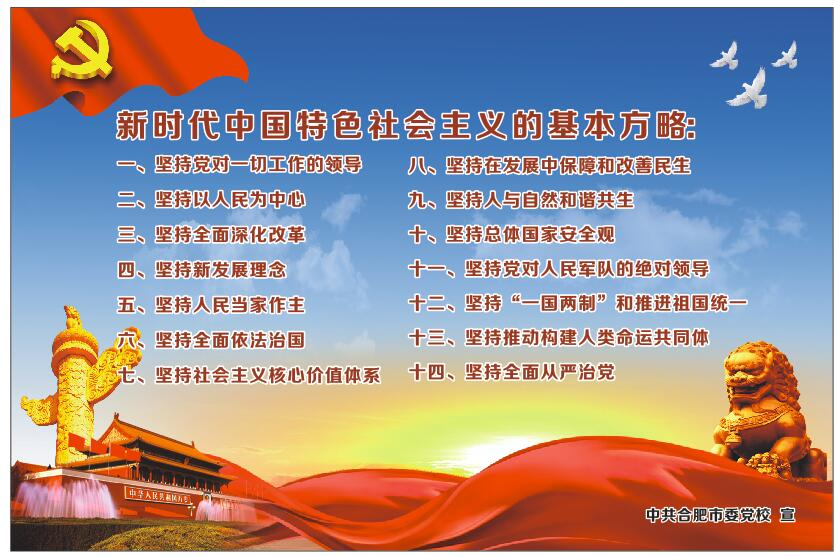 新时代中国特色社会主义的基本方略:
一、坚持党对一切工作的领导
二、坚持以人民为中心
三、坚持全面深化改革
四、坚持新发展理念
五、坚持人民当家作主
六、坚持全面依法治国
七、坚持社会主义核心价值体系
八、坚持在发展中保障和改善民生
九、坚持人与自然和谐共生
十、坚持总体国家安全观
十一、坚持党对人民军队的绝对领导
十二、坚持“一国两制”和推进祖国统一
十三、坚持推动构建人类命运共同体
十四、坚持全面从严治党
中华人民共和国万岁
中共合肥市委党校 宣